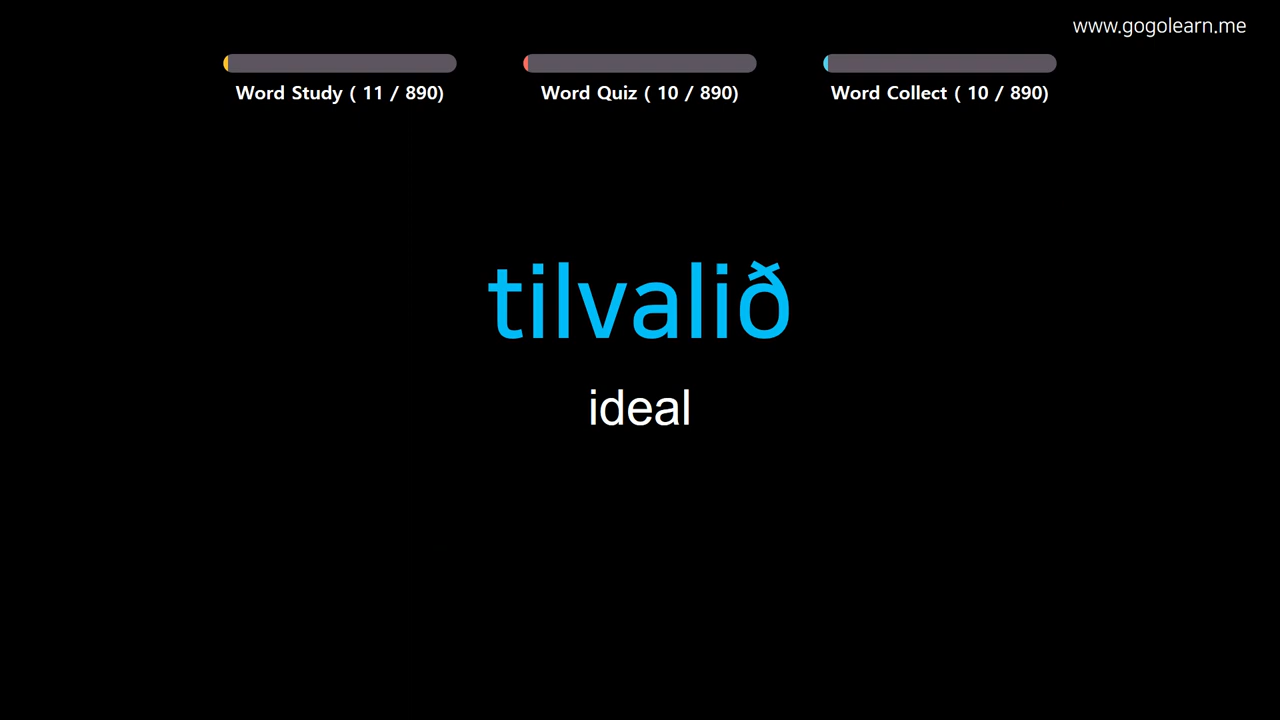 www.gogolearn.me
Word Study ( 11 / 890)
Word Quiz ( 10 / 890)
Word Collect ( 10 / 890)
tilvalið
ideal